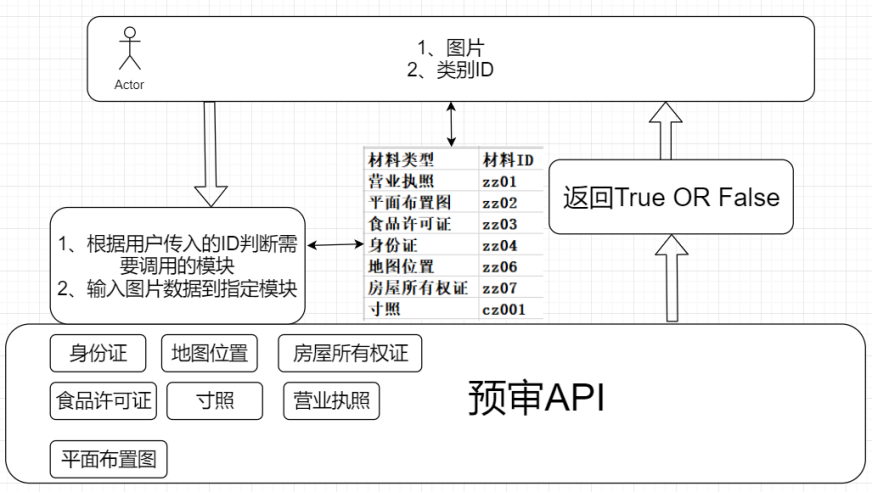 1、图片
2、类别ID
Actor
材料类型 材料ID
营业执照 zz01
平面布置图 zz02
食品许可证 zz03
身份证 zz04
地图位置 zz06
房屋所有权证 zz07
寸照 cz001
返回True OR False
1、根据用户传入的ID判断需
要调用的模块
2、输入图片数据到指定模块
身份证 地图位置 房屋所有权证
食品许可证 寸照 营业执照
预审API
平面布置图